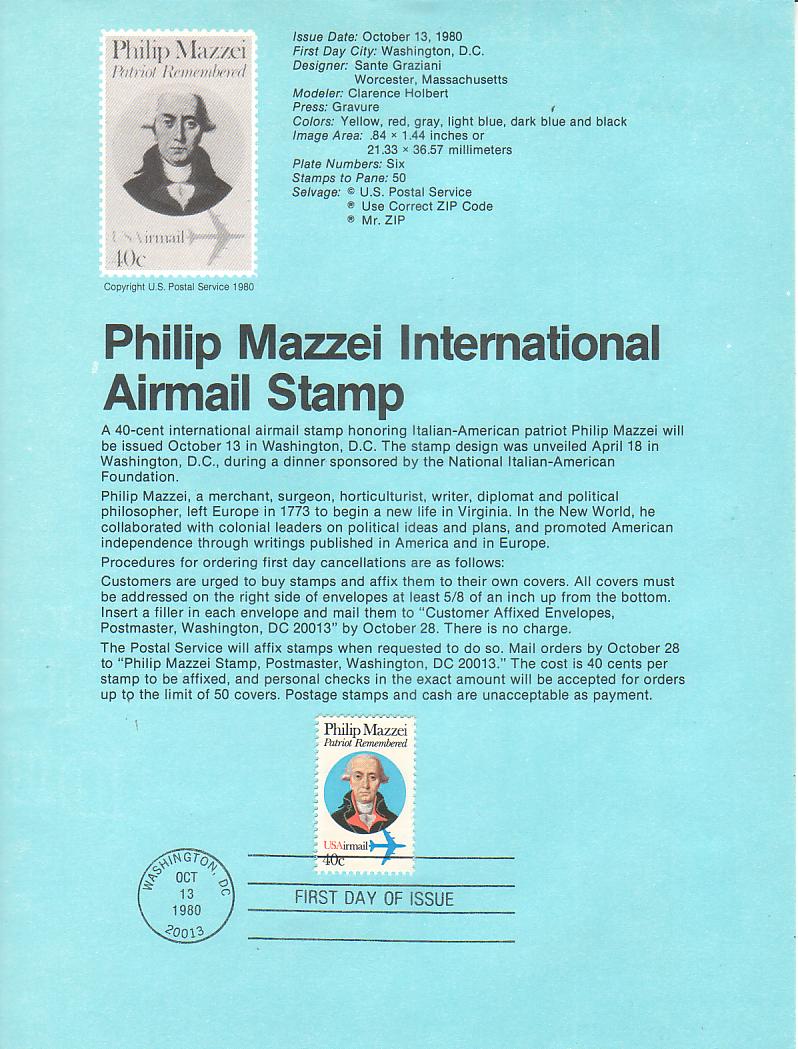 Philip Mazzei
Patriot Remembered
USAirmail
40c
Copyright U.S. Postal Service 1980
Issue Date: October 13, 1980
First Day City: Washington, D.C.
Designer: Sante Graziani
Worcester, Massachusetts
Modeler: Clarence Holbert
Press: Gravure
Colors: Yellow, red, gray, light blue, dark blue and black
Image Area: .84 × 1.44 inches or
21.33 × 36.57 millimeters
Plate Numbers: Six
Stamps to Pane: 50
Selvage: © U.S. Postal Service
® Use Correct ZIP Code
® Mr. ZIP
Philip Mazzei International
Airmail Stamp
A 40-cent international airmail stamp honoring Italian-American patriot Philip Mazzei will
be issued October 13 in Washington, D.C. The stamp design was unveiled April 18 in
Washington, D.C., during a dinner sponsored by the National Italian-American
Foundation.
Philip Mazzei, a merchant, surgeon, horticulturist, writer, diplomat and political
philosopher, left Europe in 1773 to begin a new life in Virginia. In the New World, he
collaborated with colonial leaders on political ideas and plans, and promoted American
independence through writings published in America and in Europe.
Procedures for ordering first day cancellations are as follows:
Customers are urged to buy stamps and affix them to their own covers. All covers must
be addressed on the right side of envelopes at least 5/8 of an inch up from the bottom.
Insert a filler in each envelope and mail them to “Customer Affixed Envelopes,
Postmaster, Washington, DC 20013” by October 28. There is no charge.
The Postal Service will affix stamps when requested to do so. Mail orders by October 28
to “Philip Mazzei Stamp, Postmaster, Washington, DC 20013.” The cost is 40 cents per
stamp to be affixed, and personal checks in the exact amount will be accepted for orders
up to the limit of 50 covers. Postage stamps and cash are unacceptable as payment.
Philip Mazzei
Patriot Remembered
USAirmail
40c
WASHINGTON, DC
OCT
13
1980
20013
FIRST DAY OF ISSUE